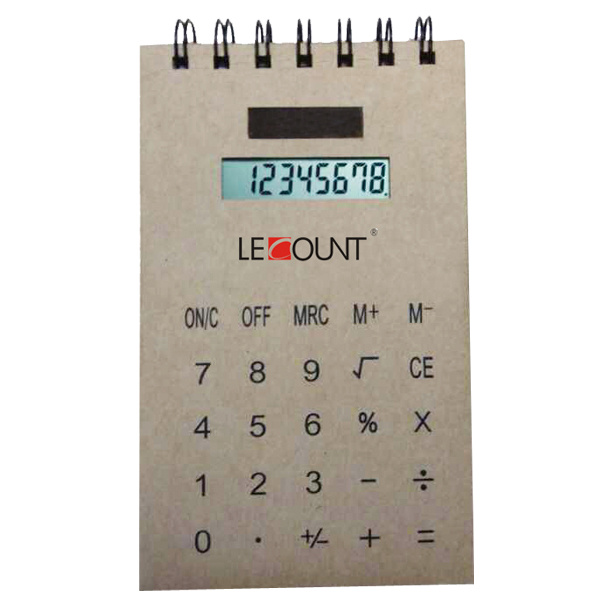 12345678.
LECOUNT ®
ON/C OFF MRC M+ M−
7 8 9 √ CE
4 5 6 % X
1 2 3 − ÷
0 . +/− + =